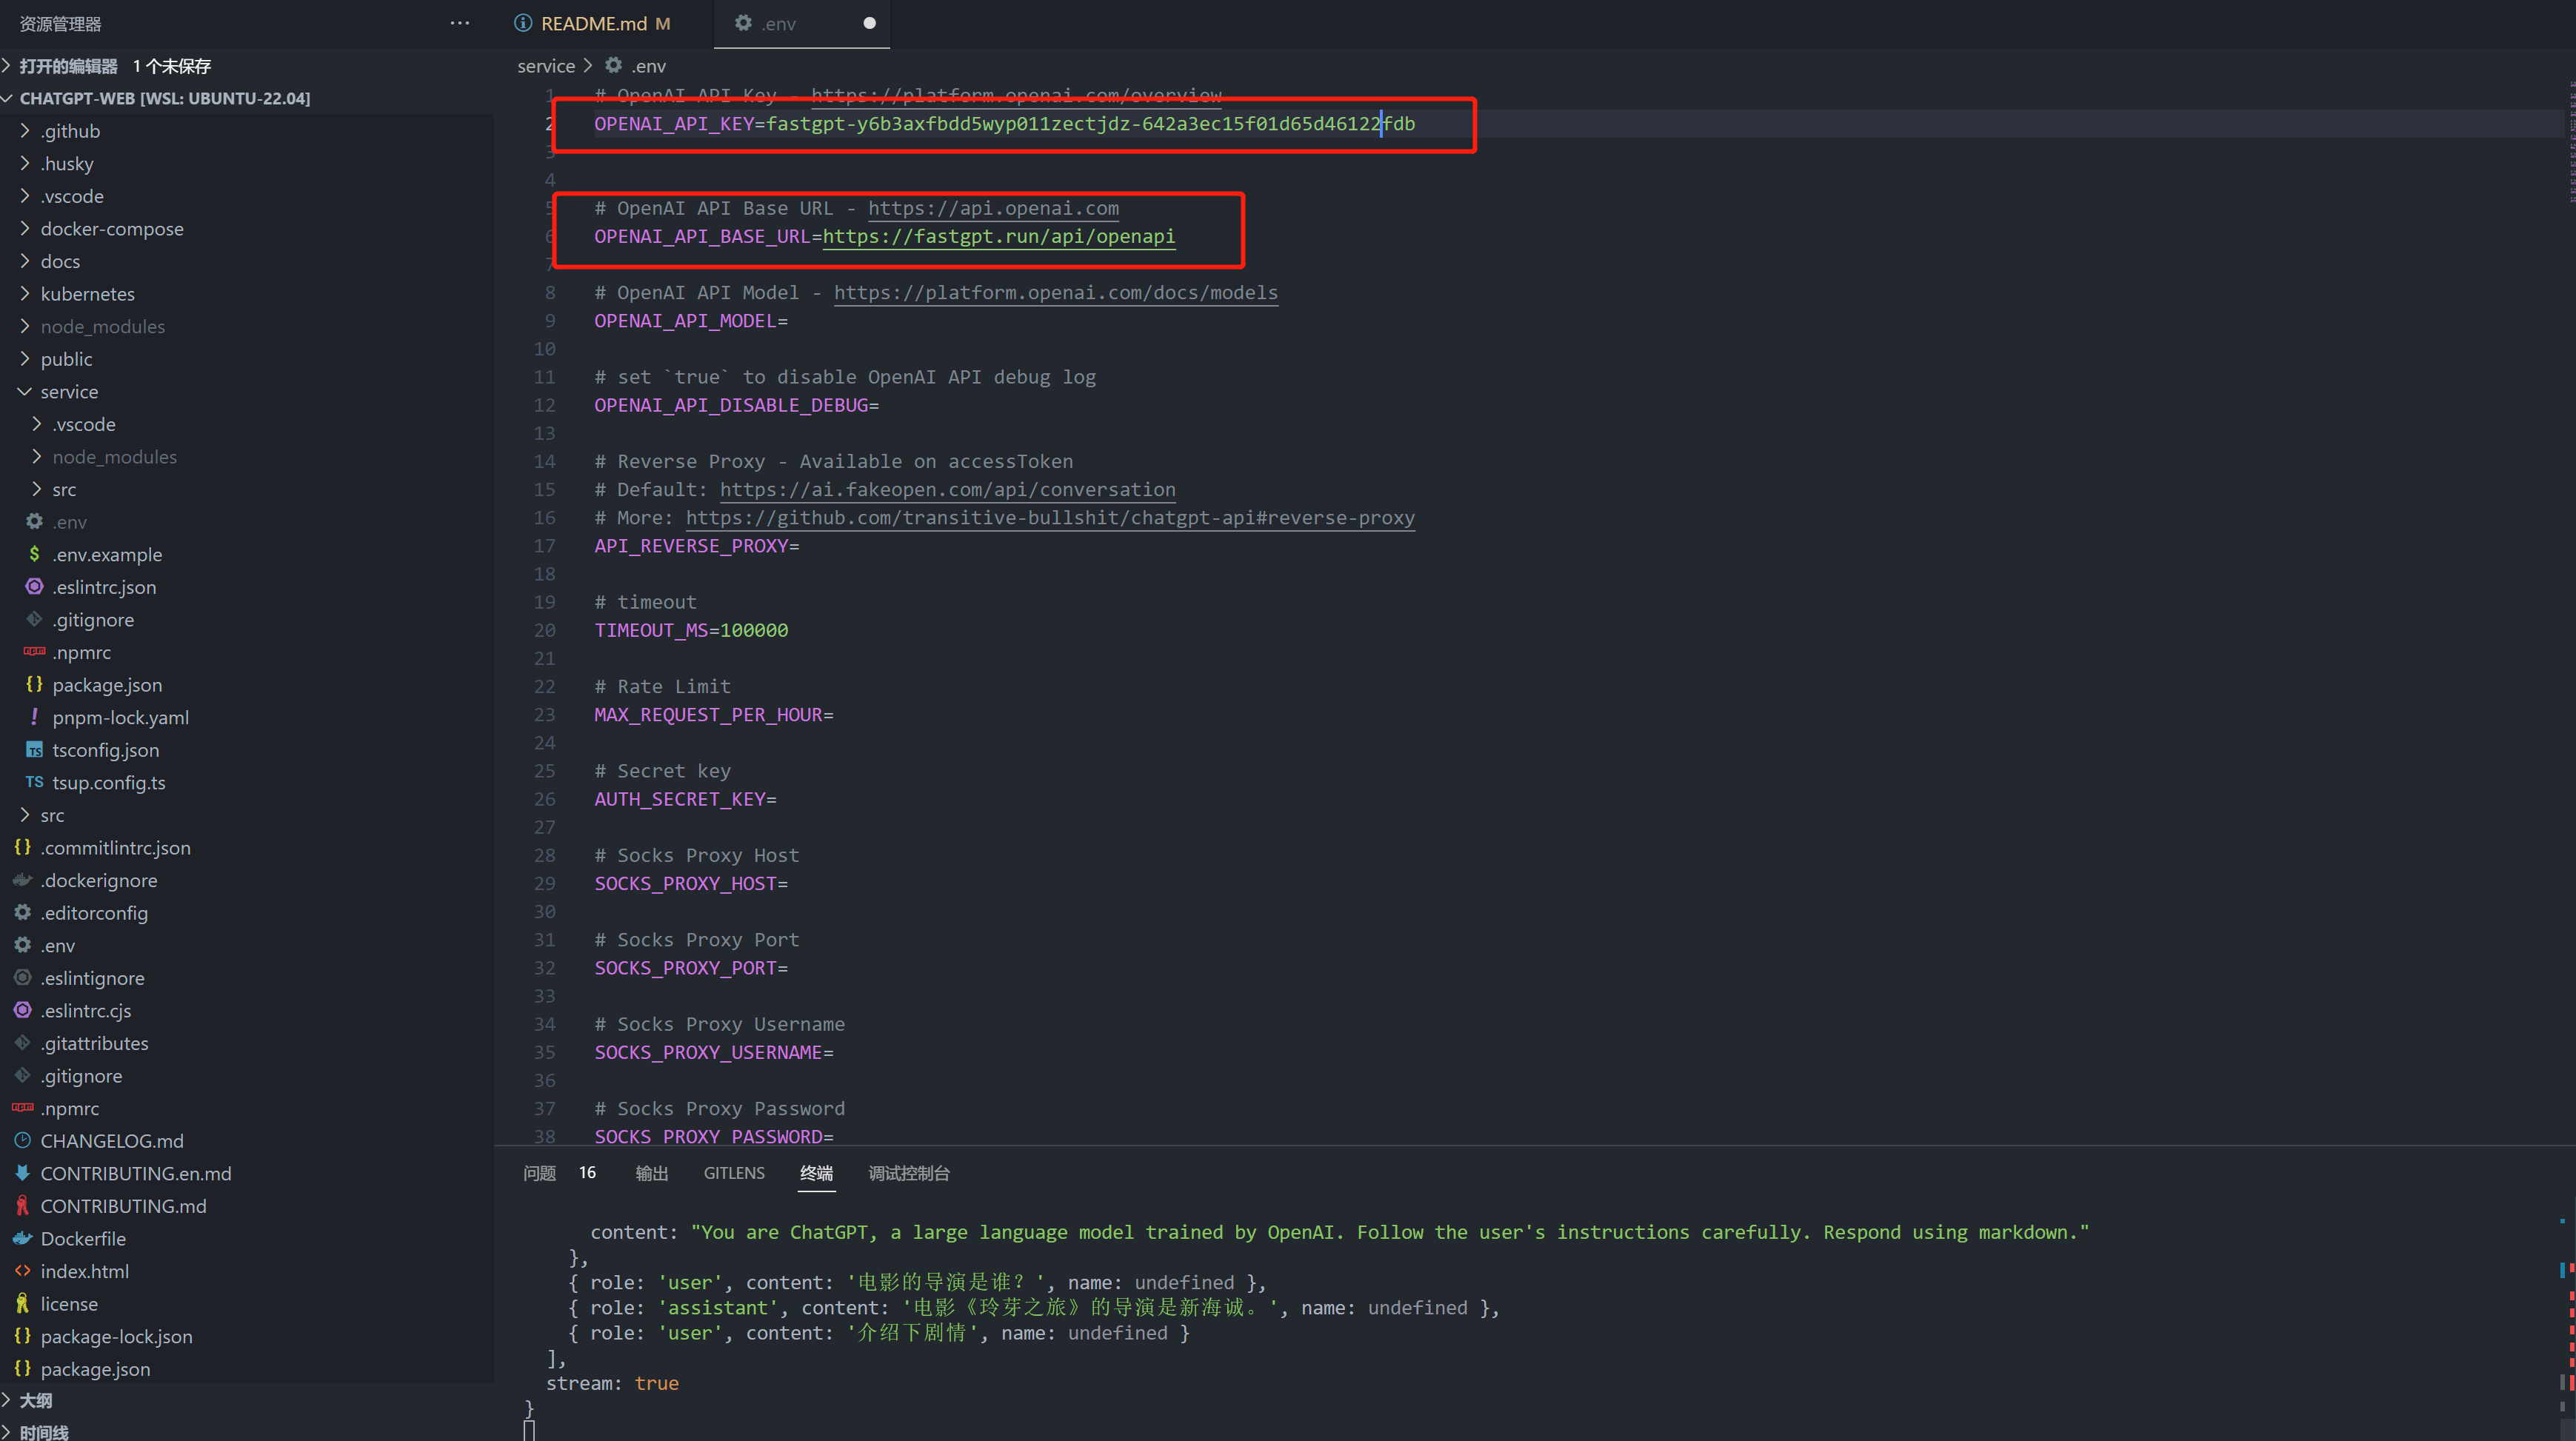 资源管理器
打开的编辑器 1 个未保存
CHATGPT-WEB [WSL: UBUNTU-22.04]
.github
.husky
.vscode
docker-compose
docs
kubernetes
node_modules
public
service
.vscode
node_modules
src
.env
.env.example
.eslintrc.json
.gitignore
.npmrc
package.json
pnpm-lock.yaml
tsconfig.json
tsup.config.ts
src
.commitlintrc.json
.dockerignore
.editorconfig
.env
.eslintignore
.eslintrc.cjs
.gitattributes
.gitignore
.npmrc
CHANGELOG.md
CONTRIBUTING.en.md
CONTRIBUTING.md
Dockerfile
index.html
license
package-lock.json
package.json
大纲
时间线
README.md M
.env
service > .env
1 # OpenAI API Key - https://platform.openai.com/overview
2 OPENAI_API_KEY=fastgpt-y6b3axfbdd5wyp011zectjdz-642a3ec15f01d65d46122fdb
3
4
5 # OpenAI API Base URL - https://api.openai.com
6 OPENAI_API_BASE_URL=https://fastgpt.run/api/openapi
7
8 # OpenAI API Model - https://platform.openai.com/docs/models
9 OPENAI_API_MODEL=
10
11 # set `true` to disable OpenAI API debug log
12 OPENAI_API_DISABLE_DEBUG=
13
14 # Reverse Proxy - Available on accessToken
15 # Default: https://ai.fakeopen.com/api/conversation
16 # More: https://github.com/transitive-bullshit/chatgpt-api#reverse-proxy
17 API_REVERSE_PROXY=
18
19 # timeout
20 TIMEOUT_MS=100000
21
22 # Rate Limit
23 MAX_REQUEST_PER_HOUR=
24
25 # Secret key
26 AUTH_SECRET_KEY=
27
28 # Socks Proxy Host
29 SOCKS_PROXY_HOST=
30
31 # Socks Proxy Port
32 SOCKS_PROXY_PORT=
33
34 # Socks Proxy Username
35 SOCKS_PROXY_USERNAME=
36
37 # Socks Proxy Password
38 SOCKS_PROXY_PASSWORD=
问题 16 输出 GITLENS 终端 调试控制台
content: "You are ChatGPT, a large language model trained by OpenAI. Follow the user's instructions carefully. Respond using markdown."
},
{ role: 'user', content: '电影的导演是谁？', name: undefined },
{ role: 'assistant', content: '电影《玲芽之旅》的导演是新海诚。', name: undefined },
{ role: 'user', content: '介绍下剧情', name: undefined }
],
stream: true
}